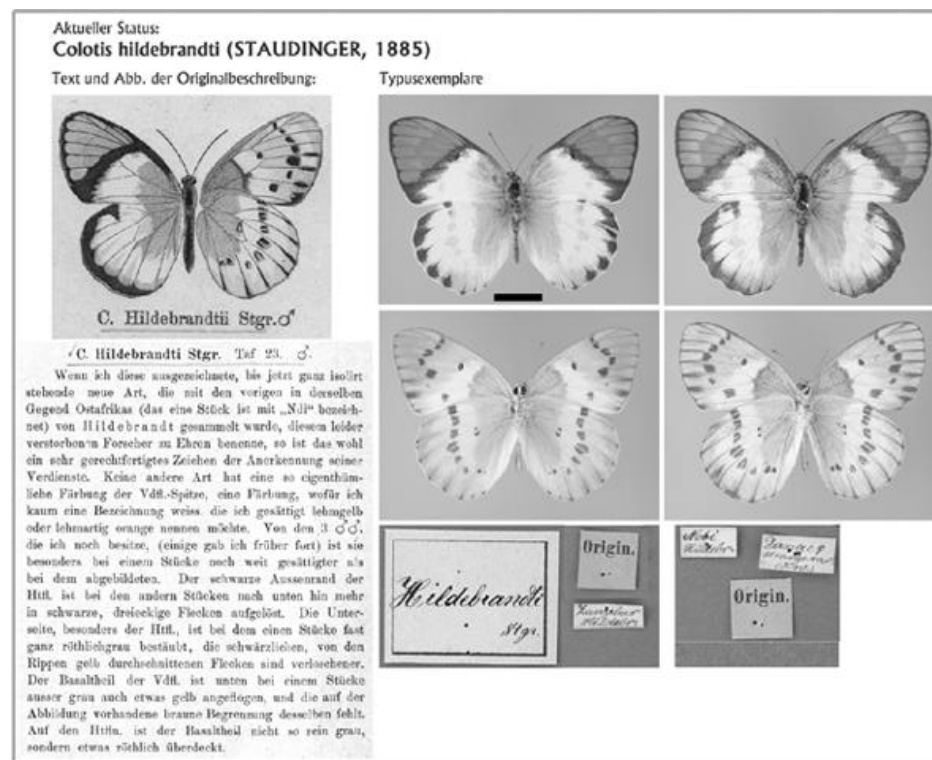 Aktueller Status:
Colotis hildebrandti (STAUDINGER, 1885)
Text und Abb. der Originalbeschreibung:
Typusexemplare
C. Hildebrandtii Stgr.♂
C. Hildebrandti Stgr. Taf 23. ♂.
Wenn ich diese ausgezeichnete, bis jetzt ganz isolirt
stehende neue Art, die mit den vorigen in derselben
Gegend Ostafrikas (das eine Stück ist mit „Ndi" bezeich-
net) von Hildebrandt gesammelt wurde, diesem leider
verstorbenen Forscher zu Ehren benenne, so ist das wohl
ein sehr gerechtfertigtes Zeichen der Anerkennung seiner
Verdienste. Keine andere Art hat eine so eigenthüm-
liche Färbung der Vdfl.-Spitze, eine Färbung, wofür ich
kaum eine Bezeichnung weiss, die ich gesättigt lehmgelb
oder lehmartig orange nennen möchte. Von den 3 ♂♂,
die ich noch besitze, (einige gab ich früher fort) ist sie
besonders bei einem Stücke noch weit gesättigter als
bei dem abgebildeten. Der schwarze Aussenrand der
Htfl. ist bei den andern Stücken nach unten hin mehr
in schwarze, dreieckige Flecken aufgelöst. Die Unter-
seite, besonders der Htfl., ist bei dem einen Stücke fast
ganz röthlichgrau bestäubt, die schwärzlichen, von den
Rippen gelb durchschnittenen Flecken sind verloschener.
Der Basaltheil der Vdfl. ist unten bei einem Stücke
ausser grau auch etwas gelb angeflogen, und die auf der
Abbildung vorhandene braune Begrenzung desselben fehlt.
Auf den Htfln. ist der Basaltheil nicht so rein grau,
sondern etwas röthlich überdeckt.
Hildebrandti
Stgr.
Origin.
Origin.